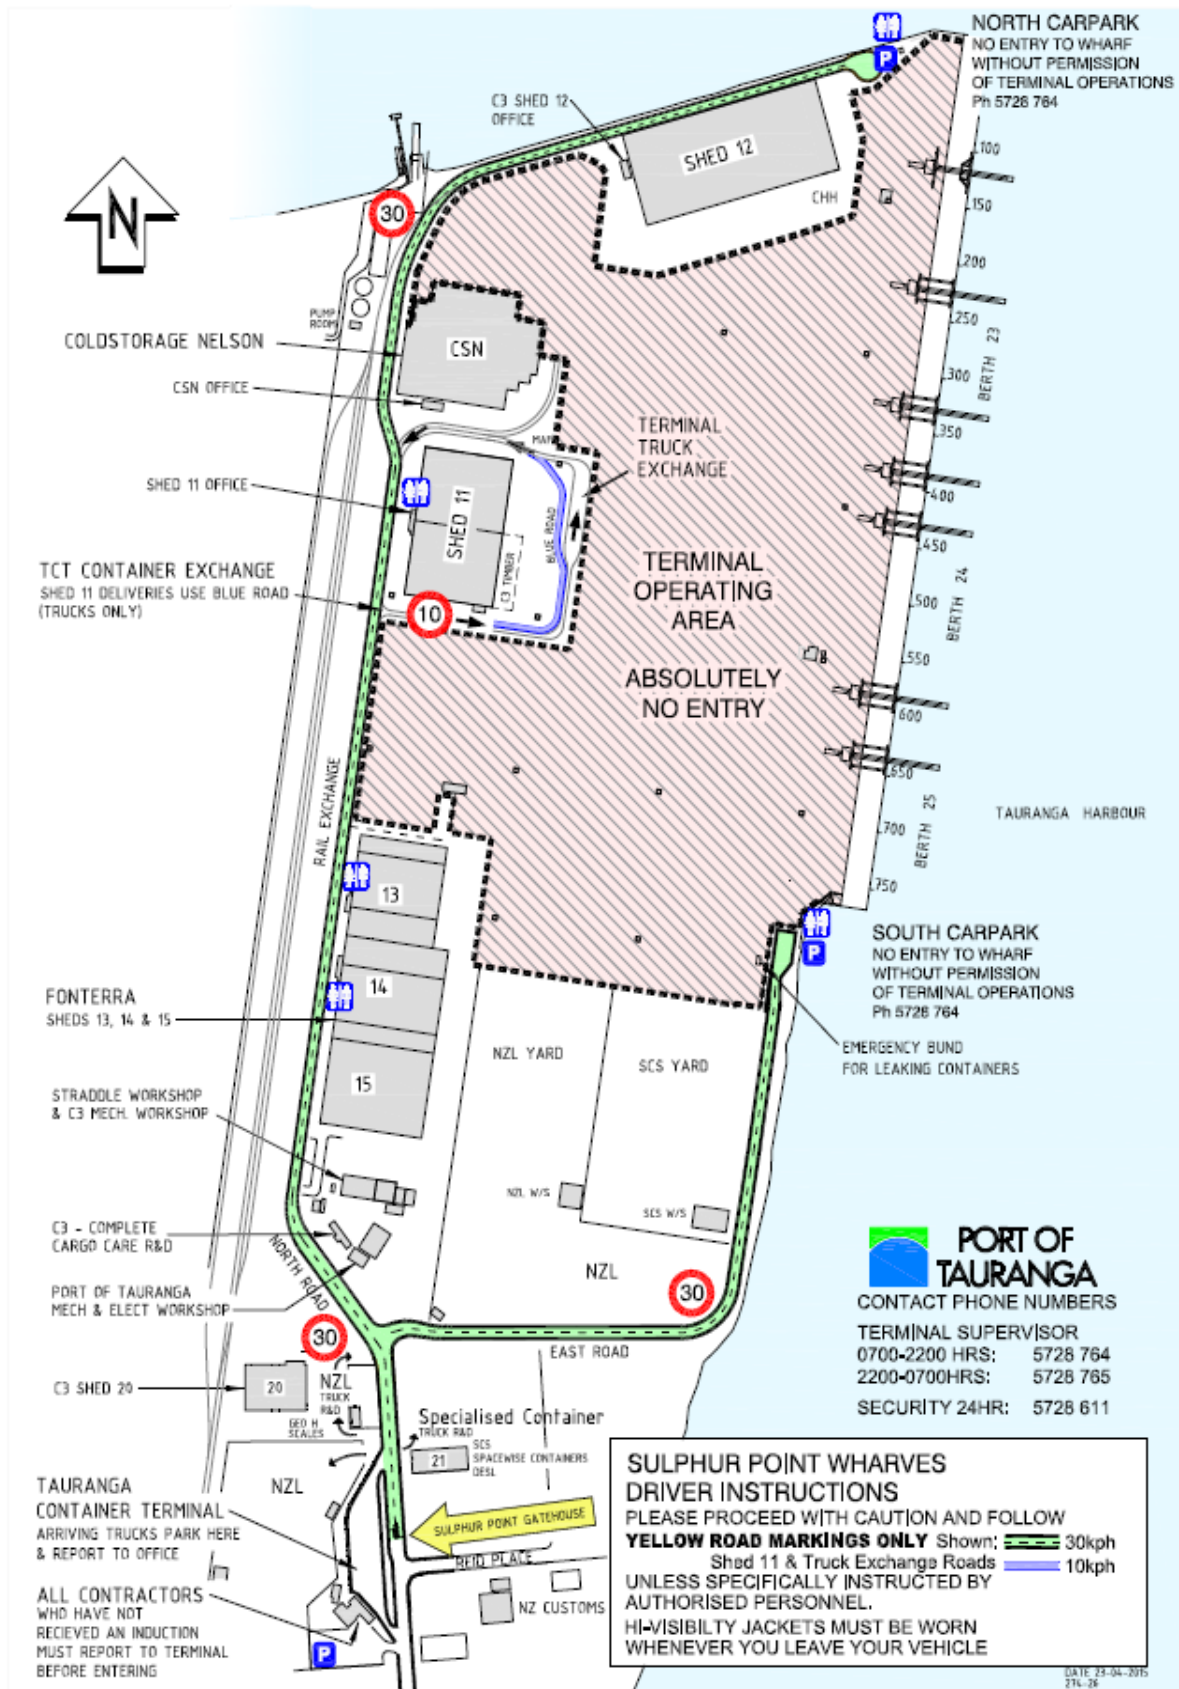 NORTH CARPARK
NO ENTRY TO WHARF
WITHOUT PERMISSION
OF TERMINAL OPERATIONS
Ph 5728 764
P
C3 SHED 12
OFFICE
SHED 12
CHH
N
30
100
150
200
250
300
350
400
450
500
550
600
650
700
750
BERTH 23
BERTH 24
BERTH 25
PUMP
ROOM
COLDSTORAGE NELSON
CSN
CSN OFFICE
TERMINAL
TRUCK
EXCHANGE
SHED 11 OFFICE
SHED 11
C3 TIMBER
BLUE ROAD
TCT CONTAINER EXCHANGE
SHED 11 DELIVERIES USE BLUE ROAD
(TRUCKS ONLY)
10
TERMINAL
OPERATING
AREA
ABSOLUTELY
NO ENTRY
RAIL EXCHANGE
TAURANGA HARBOUR
13
14
15
SOUTH CARPARK
NO ENTRY TO WHARF
WITHOUT PERMISSION
OF TERMINAL OPERATIONS
Ph 5728 764
P
FONTERRA
SHEDS 13, 14 & 15
NZL YARD
SCS YARD
EMERGENCY BUND
FOR LEAKING CONTAINERS
STRADDLE WORKSHOP
& C3 MECH. WORKSHOP
NZL W/S
SCS W/S
C3 - COMPLETE
CARGO CARE R&D
NORTH ROAD
NZL
PORT OF TAURANGA
MECH & ELECT WORKSHOP
30
30
EAST ROAD
PORT OF
TAURANGA
CONTACT PHONE NUMBERS
TERMINAL SUPERVISOR
0700-2200 HRS: 5728 764
2200-0700HRS: 5728 765
SECURITY 24HR: 5728 611
C3 SHED 20
20
NZL
TRUCK
R&D
GEO H
SCALES
Specialised Container
TRUCK R&D
21
SCS
SPACEWISE CONTAINERS
DESL
NZL
TAURANGA
CONTAINER TERMINAL
ARRIVING TRUCKS PARK HERE
& REPORT TO OFFICE
SULPHUR POINT GATEHOUSE
REID PLACE
NZ CUSTOMS
ALL CONTRACTORS
WHO HAVE NOT
RECIEVED AN INDUCTION
MUST REPORT TO TERMINAL
BEFORE ENTERING
P
SULPHUR POINT WHARVES
DRIVER INSTRUCTIONS
PLEASE PROCEED WITH CAUTION AND FOLLOW
YELLOW ROAD MARKINGS ONLY Shown: 30kph
Shed 11 & Truck Exchange Roads 10kph
UNLESS SPECIFICALLY INSTRUCTED BY
AUTHORISED PERSONNEL.
HI-VISIBILTY JACKETS MUST BE WORN
WHENEVER YOU LEAVE YOUR VEHICLE
DATE 23-04-2015
274-26